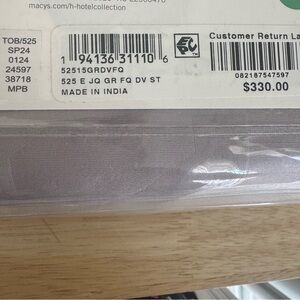 macys.com/h-hotelcollection
TOB/525
SP24
0124
24597
38718
MPB
1 94136 31110 6
52515GRDVFQ
525 E JQ GR FQ DV ST
MADE IN INDIA
Customer Return La
082187547597
$330.00